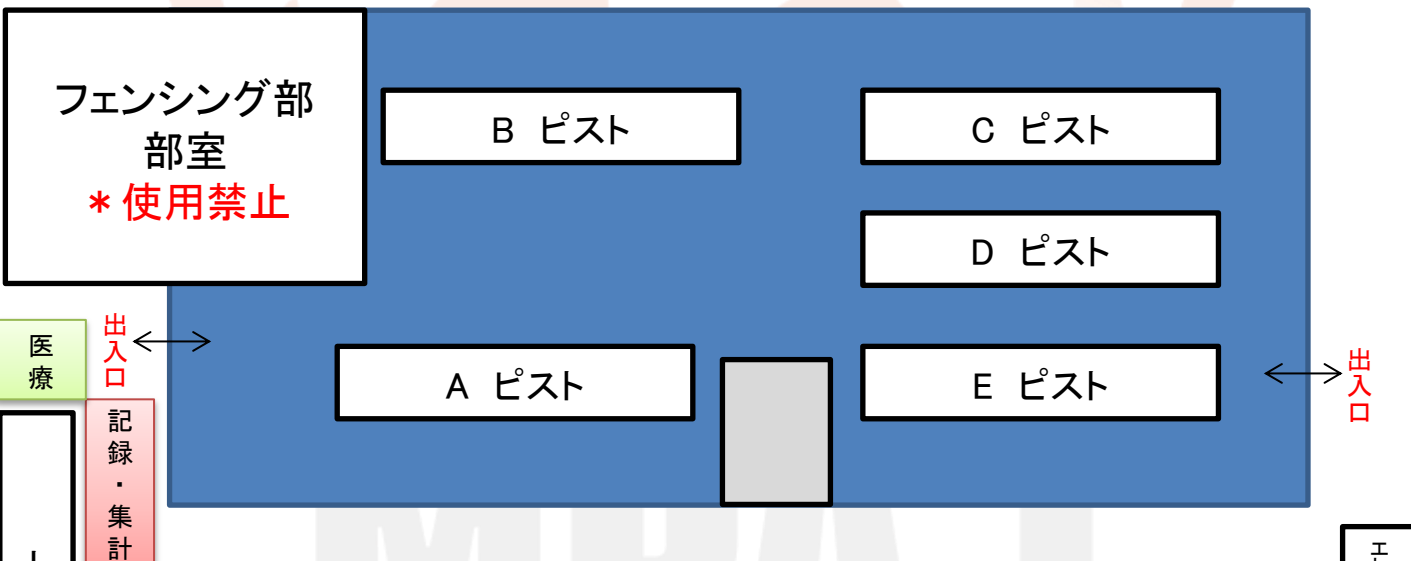 フェンシング部
部室
＊使用禁止
B ピスト
C ピスト
D ピスト
医療
出入口
A ピスト
E ピスト
出入口
記録・集計